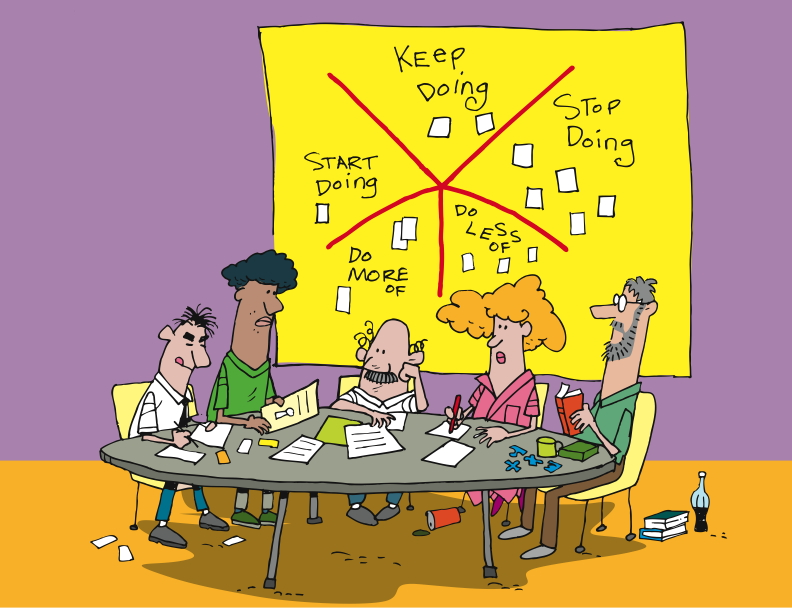 KEEP
Doing
STOP
Doing
START
Doing
DO
LESS
OF
DO
MORE
OF